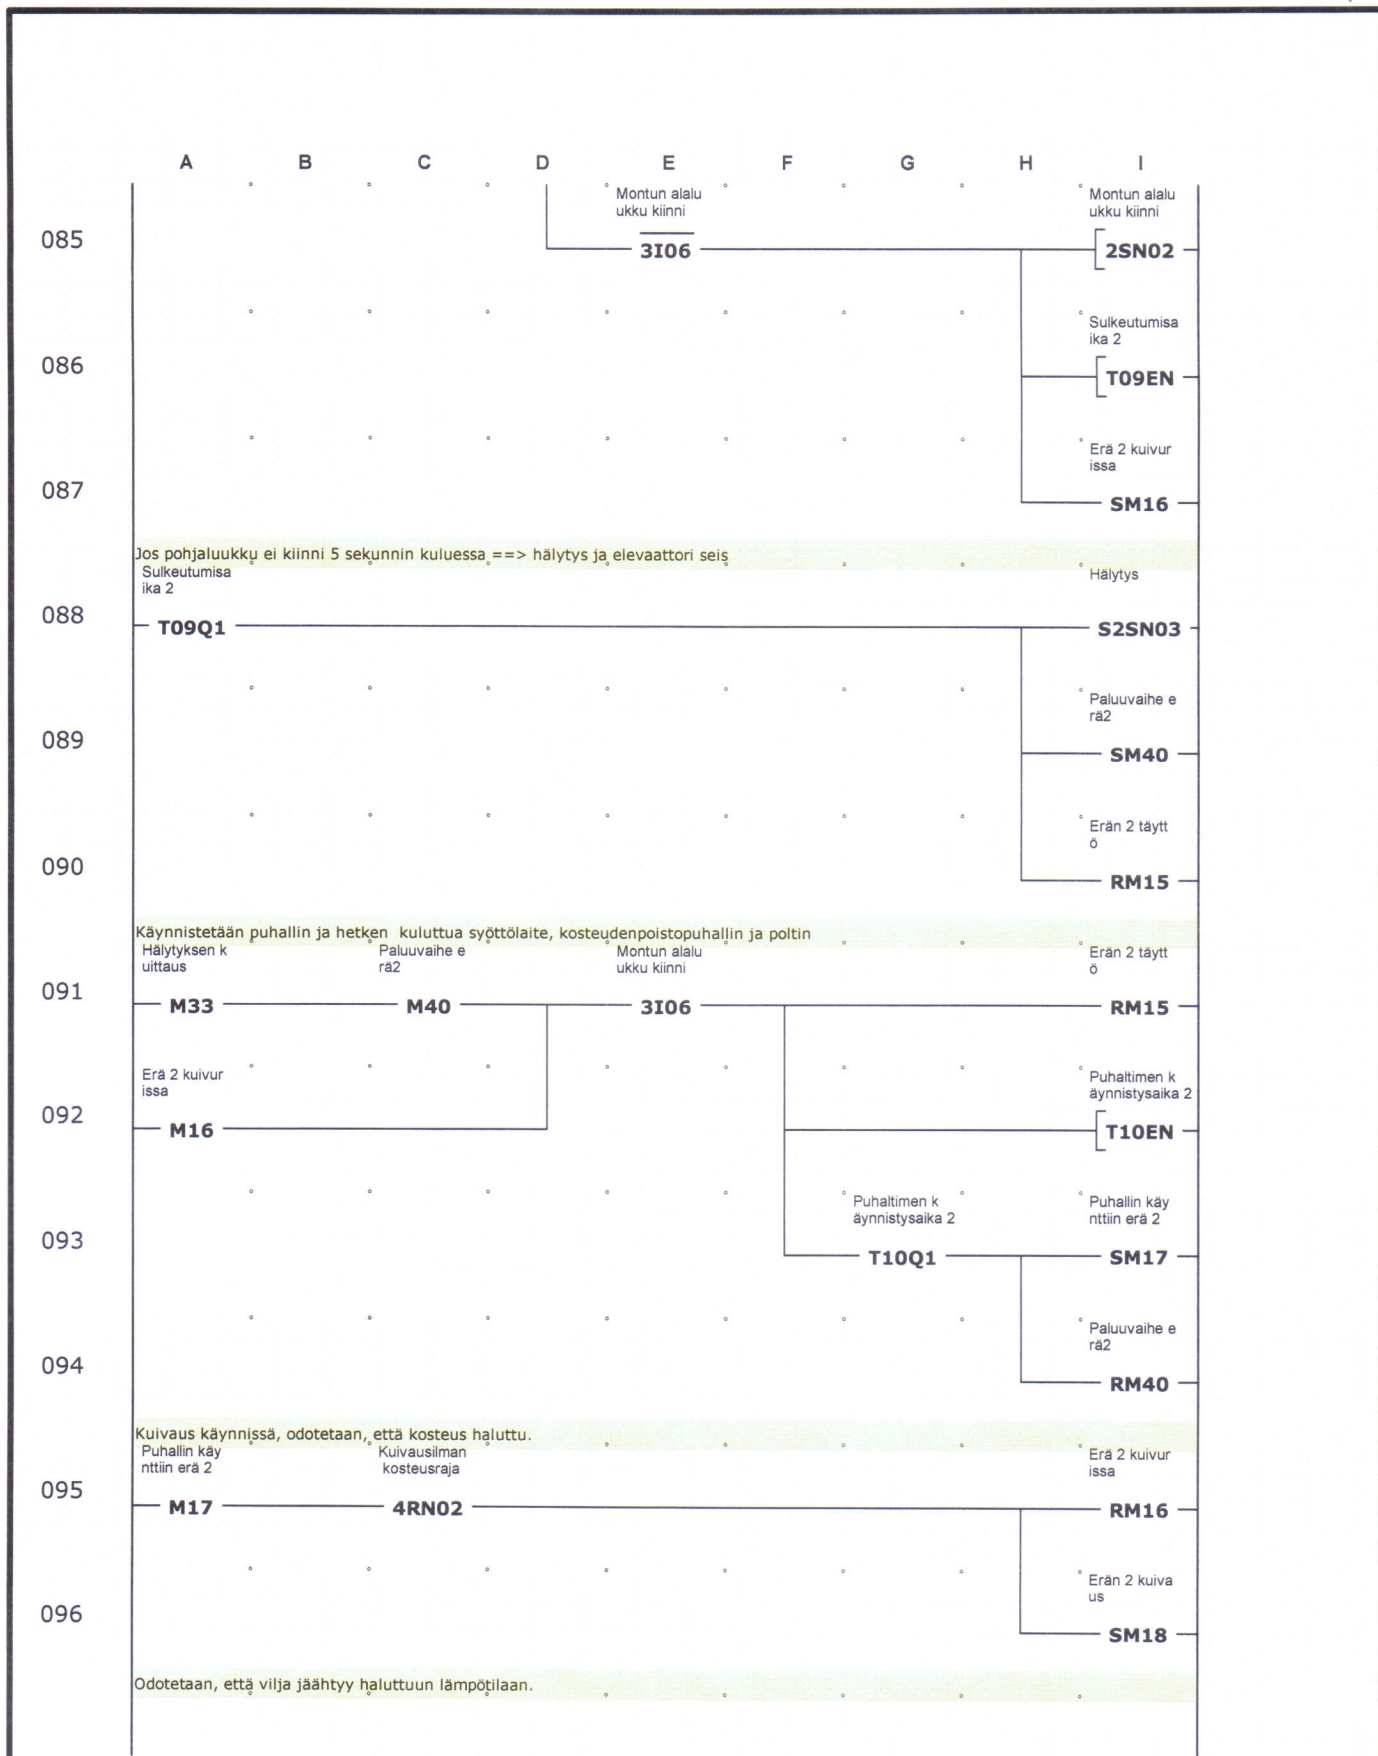 A B C D E F G H I
Montun alalu
ukku kiinni
Montun alalu
ukku kiinni
085
3I06
2SN02
Sulkeutumisa
ika 2
086
T09EN
Erä 2 kuivur
issa
087
SM16
Jos pohjaluukku ei kiinni 5 sekunnin kuluessa ==> hälytys ja elevaattori seis
Sulkeutumisa
ika 2
Hälytys
088
T09Q1
S2SN03
Paluuvaihe e
rä2
089
SM40
Erän 2 täytt
ö
090
RM15
Käynnistetään puhallin ja hetken kuluttua syöttölaite, kosteudenpoistopuhallin ja poltin
Hälytyksen k
uittaus
Paluuvaihe e
rä2
Montun alalu
ukku kiinni
Erän 2 täytt
ö
091
M33
M40
3I06
RM15
Erä 2 kuivur
issa
Puhaltimen k
äynnistysaika 2
092
M16
T10EN
Puhaltimen k
äynnistysaika 2
Puhallin käy
nttiin erä 2
093
T10Q1
SM17
Paluuvaihe e
rä2
094
RM40
Kuivaus käynnissä, odotetaan, että kosteus haluttu.
Puhallin käy
nttiin erä 2
Kuivausilman
kosteusraja
Erä 2 kuivur
issa
095
M17
4RN02
RM16
Erän 2 kuiva
us
096
SM18
Odotetaan, että vilja jäähtyy haluttuun lämpötilaan.